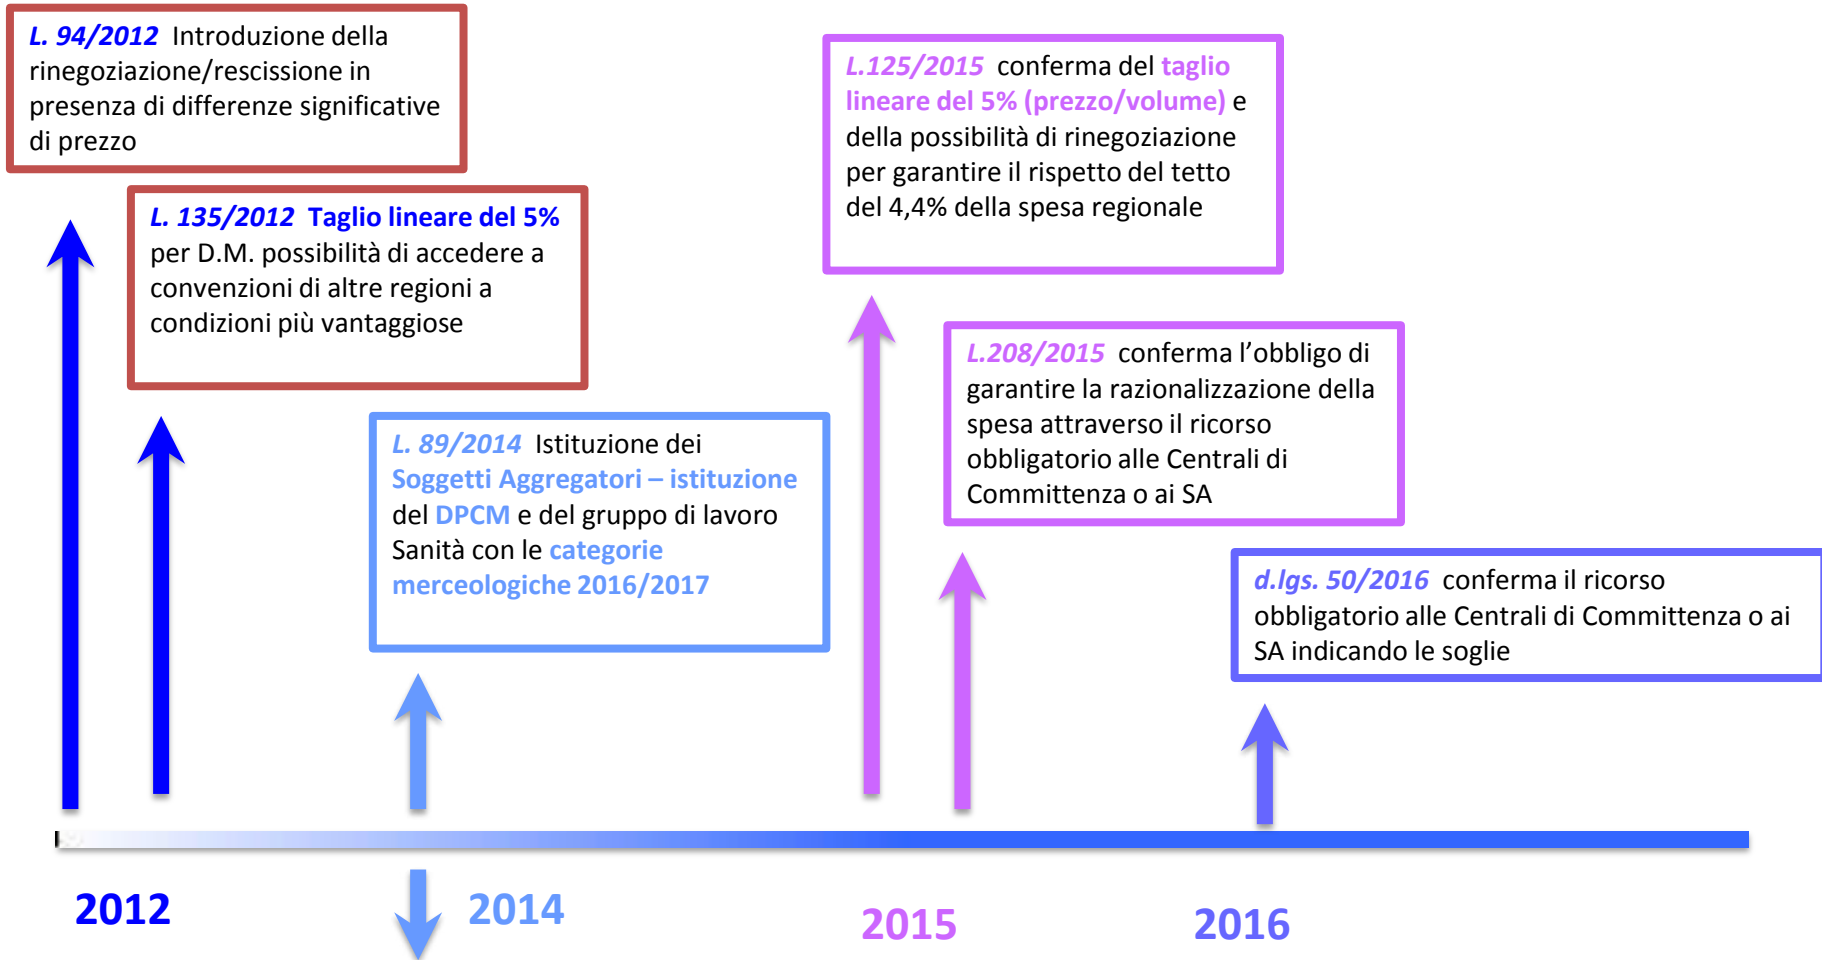 L. 94/2012 Introduzione della
rinegoziazione/rescissione in
presenza di differenze significative
di prezzo
L. 135/2012 Taglio lineare del 5%
per D.M. possibilità di accedere a
convenzioni di altre regioni a
condizioni più vantaggiose
L. 89/2014 Istituzione dei
Soggetti Aggregatori – istituzione
del DPCM e del gruppo di lavoro
Sanità con le categorie
merceologiche 2016/2017
L.125/2015 conferma del taglio
lineare del 5% (prezzo/volume) e
della possibilità di rinegoziazione
per garantire il rispetto del tetto
del 4,4% della spesa regionale
L.208/2015 conferma l’obbligo di
garantire la razionalizzazione della
spesa attraverso il ricorso
obbligatorio alle Centrali di
Committenza o ai SA
d.lgs. 50/2016 conferma il ricorso
obbligatorio alle Centrali di Committenza o ai
SA indicando le soglie
2012
2014
2015
2016